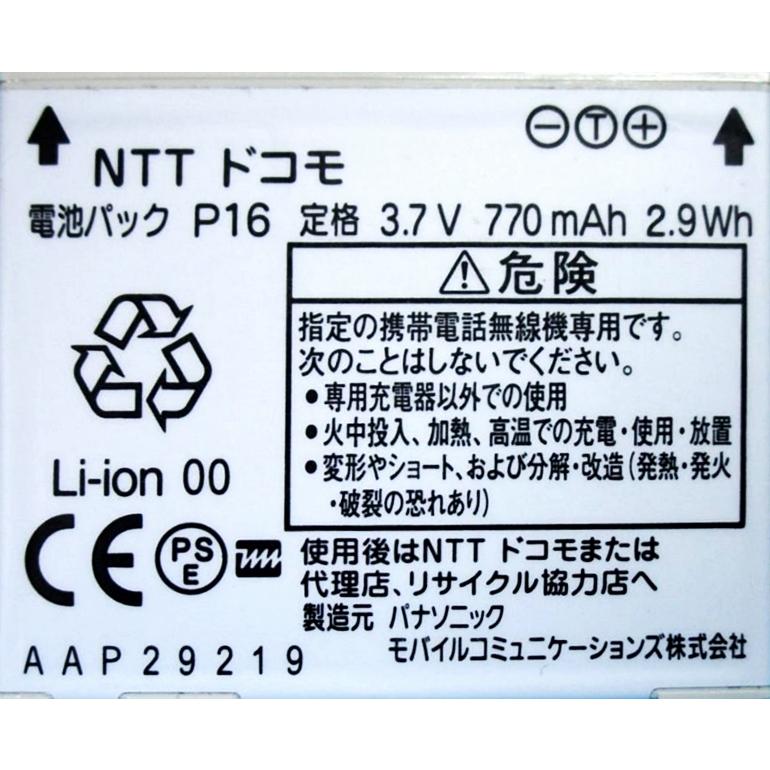 ⊖Ⓣ⊕
NTT ドコモ
電池パック P16 定格 3.7 V 770 mAh 2.9 Wh
⚠危険
指定の携帯電話無線機専用です。
次のことはしないでください。
●専用充電器以外での使用
●火中投入、加熱、高温での充電・使用・放置
●変形やショート、および分解・改造(発熱・発火
・破裂の恐れあり)
Li-ion 00
CE PS E
使用後はNTT ドコモまたは
代理店、リサイクル協力店へ
製造元 パナソニック
モバイルコミュニケーションズ株式会社
AAP29219